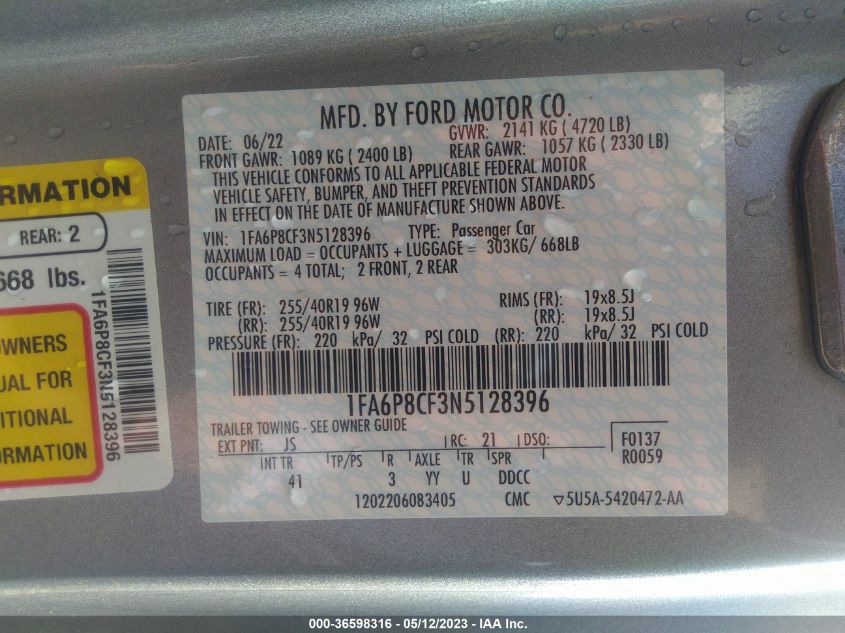 MFD. BY FORD MOTOR CO.
DATE: 06/22 GVWR: 2141 KG ( 4720 LB)
FRONT GAWR: 1089 KG ( 2400 LB) REAR GAWR: 1057 KG ( 2330 LB)
THIS VEHICLE CONFORMS TO ALL APPLICABLE FEDERAL MOTOR
VEHICLE SAFETY, BUMPER, AND THEFT PREVENTION STANDARDS
IN EFFECT ON THE DATE OF MANUFACTURE SHOWN ABOVE.
VIN: 1FA6P8CF3N5128396 TYPE: Passenger Car
MAXIMUM LOAD = OCCUPANTS + LUGGAGE = 303KG/ 668LB
OCCUPANTS = 4 TOTAL; 2 FRONT, 2 REAR
TIRE (FR): 255/40R19 96W RIMS (FR): 19x8.5J
(RR): 255/40R19 96W (RR): 19x8.5J
PRESSURE (FR): 220 kPa/ 32 PSI COLD (RR): 220 kPa/ 32 PSI COLD
1FA6P8CF3N5128396
TRAILER TOWING - SEE OWNER GUIDE
EXT PNT: JS RC: 21 DSO: F0137
R0059
INT TR TP/PS R AXLE TR SPR
41 3 YY U DDCC
1202206083405 CMC ▽5U5A-5420472-AA
RMATION
REAR: 2
668 lbs.
OWNERS
UAL FOR
ITIONAL
ORMATION
1FA6P8CF3N5128396
000-36598316 / 05/12/2023 / IAA Inc.